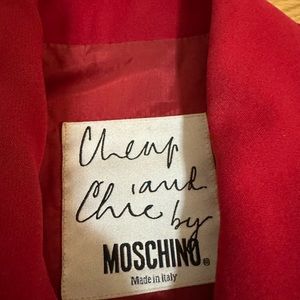 Cheap
and
Chic by
MOSCHINO®
Made in Italy